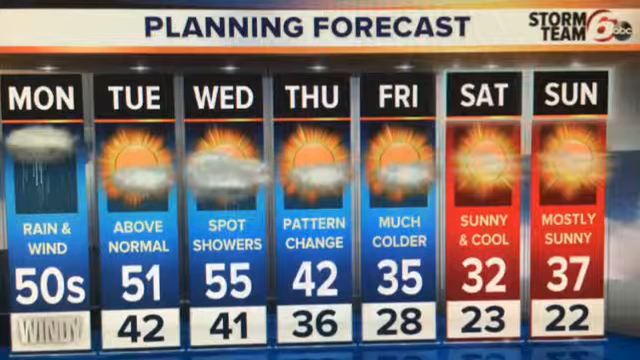 PLANNING FORECAST
STORM
TEAM 6 abc
MON TUE WED THU FRI SAT SUN
RAIN & ABOVE SPOT PATTERN MUCH SUNNY MOSTLY
WIND NORMAL SHOWERS CHANGE COLDER & COOL SUNNY
50s 51 55 42 35 32 37
WINDY 42 41 36 28 23 22